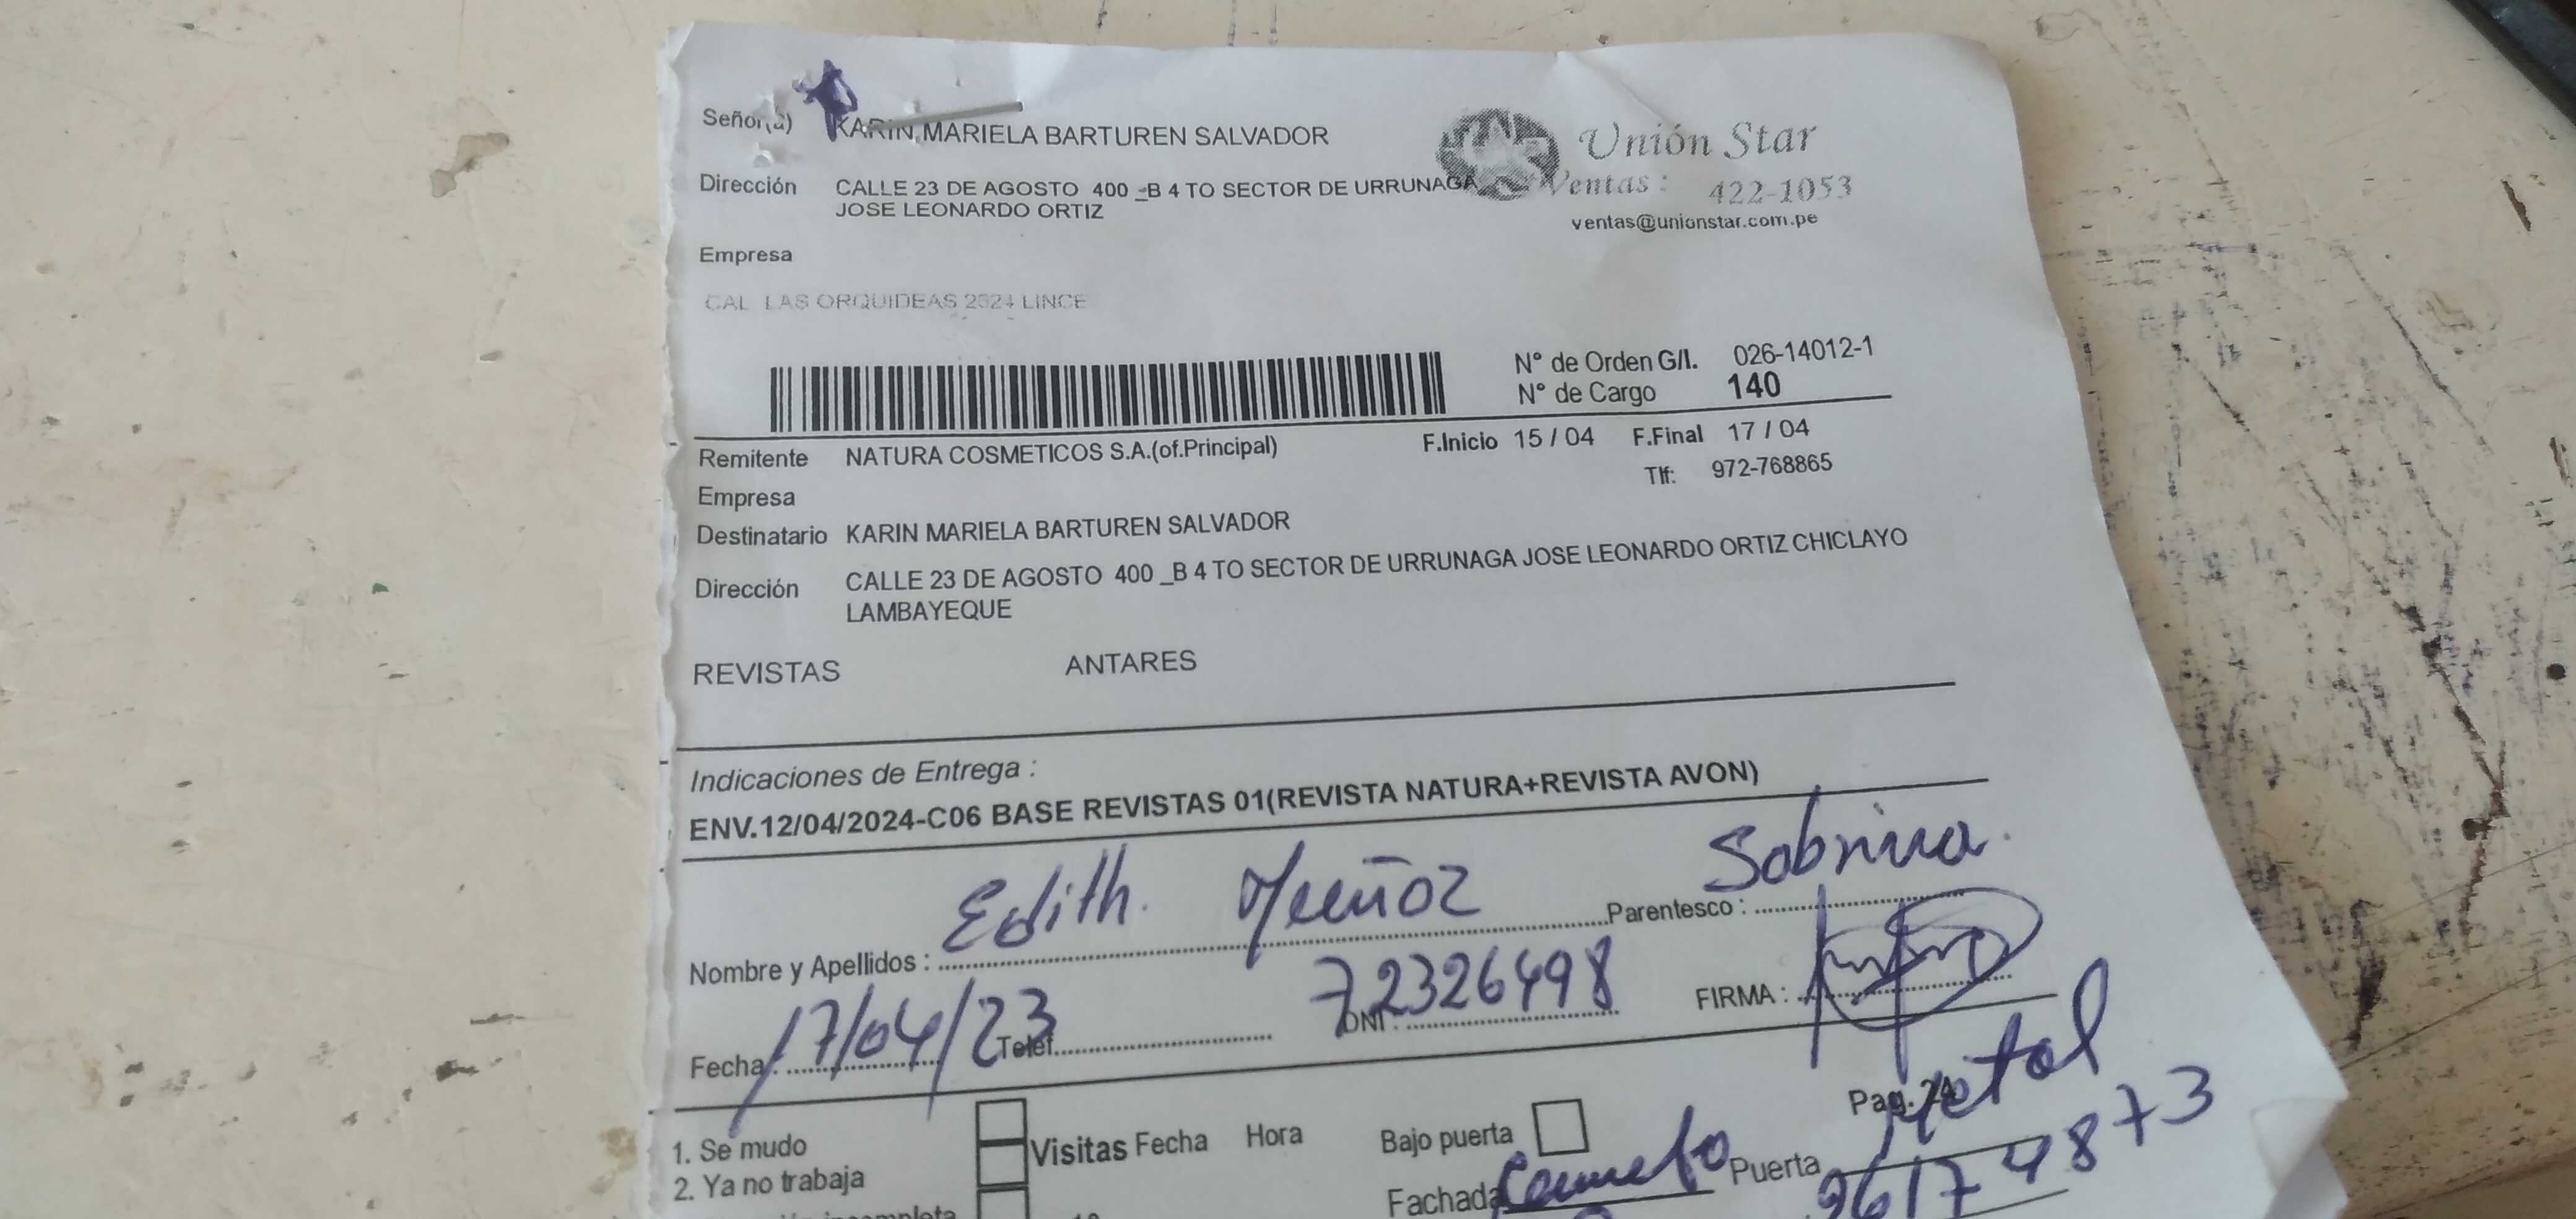 Señor(a) KARIN MARIELA BARTUREN SALVADOR
Unión Star
Dirección CALLE 23 DE AGOSTO 400 _B 4 TO SECTOR DE URRUNAGA
JOSE LEONARDO ORTIZ
Ventas : 422-1053
ventas@unionstar.com.pe
Empresa
CAL LAS ORQUIDEAS 2624 LINCE
N° de Orden G/I. 026-14012-1
N° de Cargo 140
Remitente NATURA COSMETICOS S.A.(of.Principal) F.Inicio 15 / 04 F.Final 17 / 04
Empresa Tlf: 972-768865
Destinatario KARIN MARIELA BARTUREN SALVADOR
Dirección CALLE 23 DE AGOSTO 400 _B 4 TO SECTOR DE URRUNAGA JOSE LEONARDO ORTIZ CHICLAYO
LAMBAYEQUE
REVISTAS ANTARES
Indicaciones de Entrega :
ENV.12/04/2024-C06 BASE REVISTAS 01(REVISTA NATURA+REVISTA AVON)
Nombre y Apellidos : Edith. Muñoz Parentesco : Sobrina.
Fecha : 17/04/23 Telef. DNI : 72326498 FIRMA :
Pag. 24 Metal
1. Se mudo Visitas Fecha Hora Bajo puerta
2. Ya no trabaja Fachada Puerta 96174873